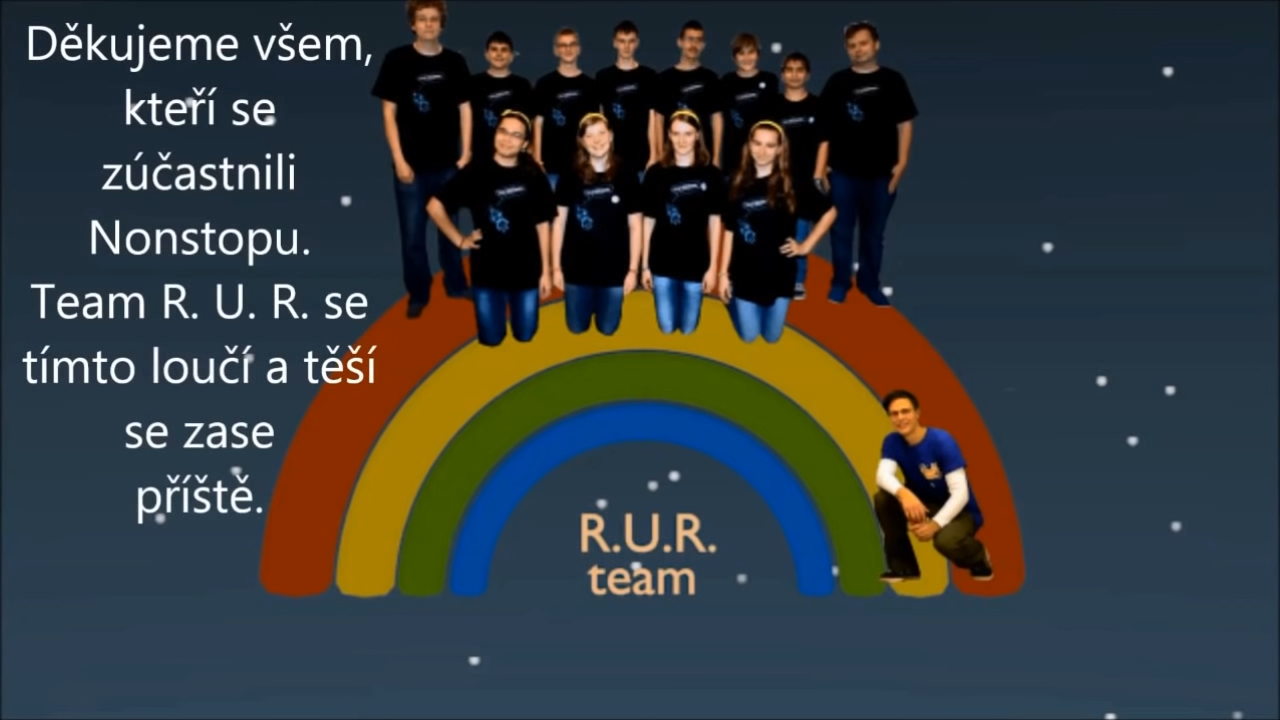 Děkujeme všem,
kteří se
zúčastnili
Nonstopu.
Team R. U. R. se
tímto loučí a těší
se zase
příště.
R.U.R.
team